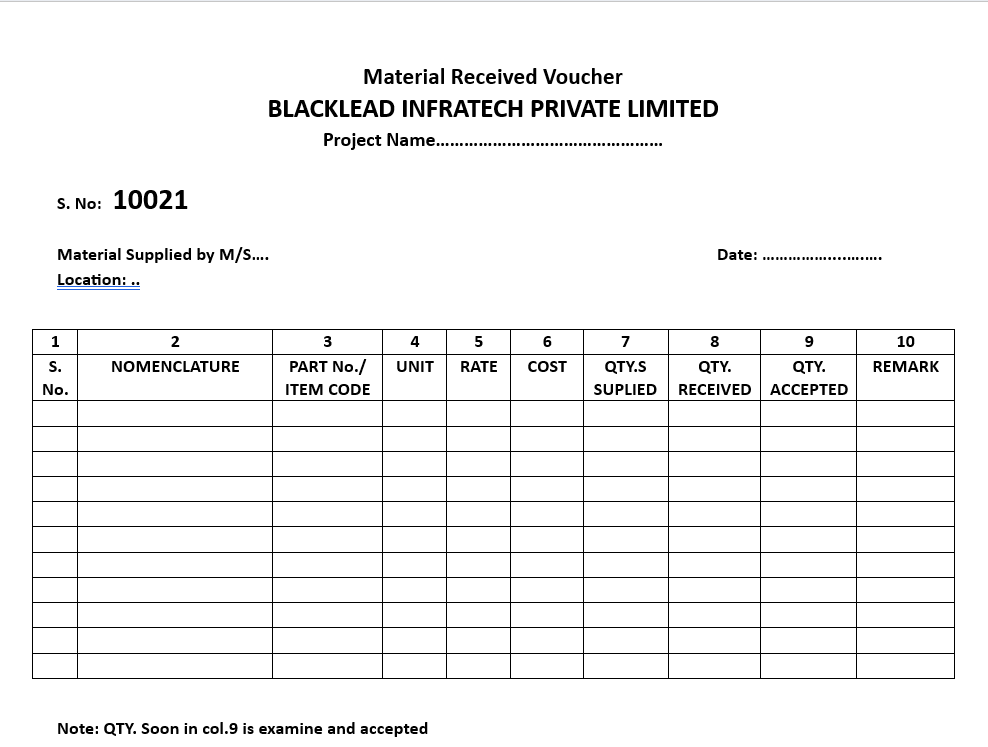 Material Received Voucher
BLACKLEAD INFRATECH PRIVATE LIMITED
Project Name................................................
S. No: 10021
Material Supplied by M/S.... Date: .........................
Location: ..
1 2 3 4 5 6 7 8 9 10
S. NOMENCLATURE PART No./ UNIT RATE COST QTY.S QTY. QTY. REMARK
No. ITEM CODE SUPLIED RECEIVED ACCEPTED
Note: QTY. Soon in col.9 is examine and accepted